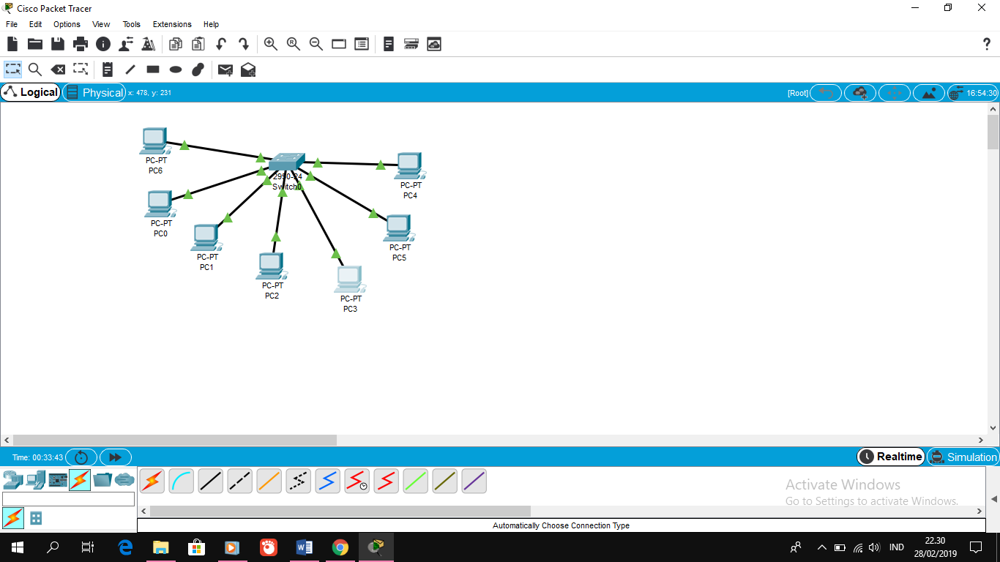 Cisco Packet Tracer
File Edit Options View Tools Extensions Help
Logical Physical x: 478, y: 231 [Root] 16:54:30
PC-PT
PC6
2950-24
Switch0
PC-PT
PC4
PC-PT
PC0
PC-PT
PC1
PC-PT
PC5
PC-PT
PC2
PC-PT
PC3
Time: 00:33:43 Realtime Simulation
Activate Windows
Go to Settings to activate Windows.
Automatically Choose Connection Type
IND
22.30
28/02/2019